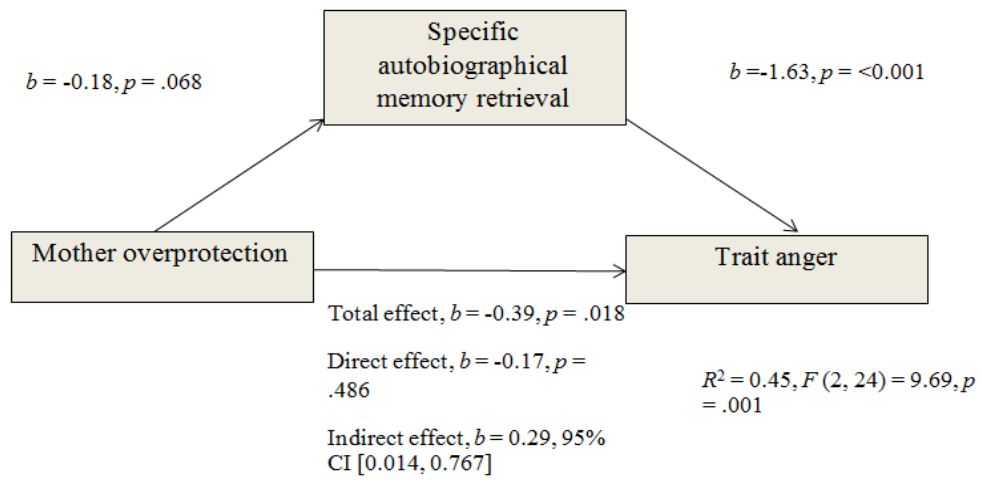 Specific
autobiographical
memory retrieval
b = -0.18, p = .068
b =-1.63, p = <0.001
Mother overprotection
Trait anger
Total effect, b = -0.39, p = .018
Direct effect, b = -0.17, p =
.486
Indirect effect, b = 0.29, 95%
CI [0.014, 0.767]
R² = 0.45, F (2, 24) = 9.69, p
= .001